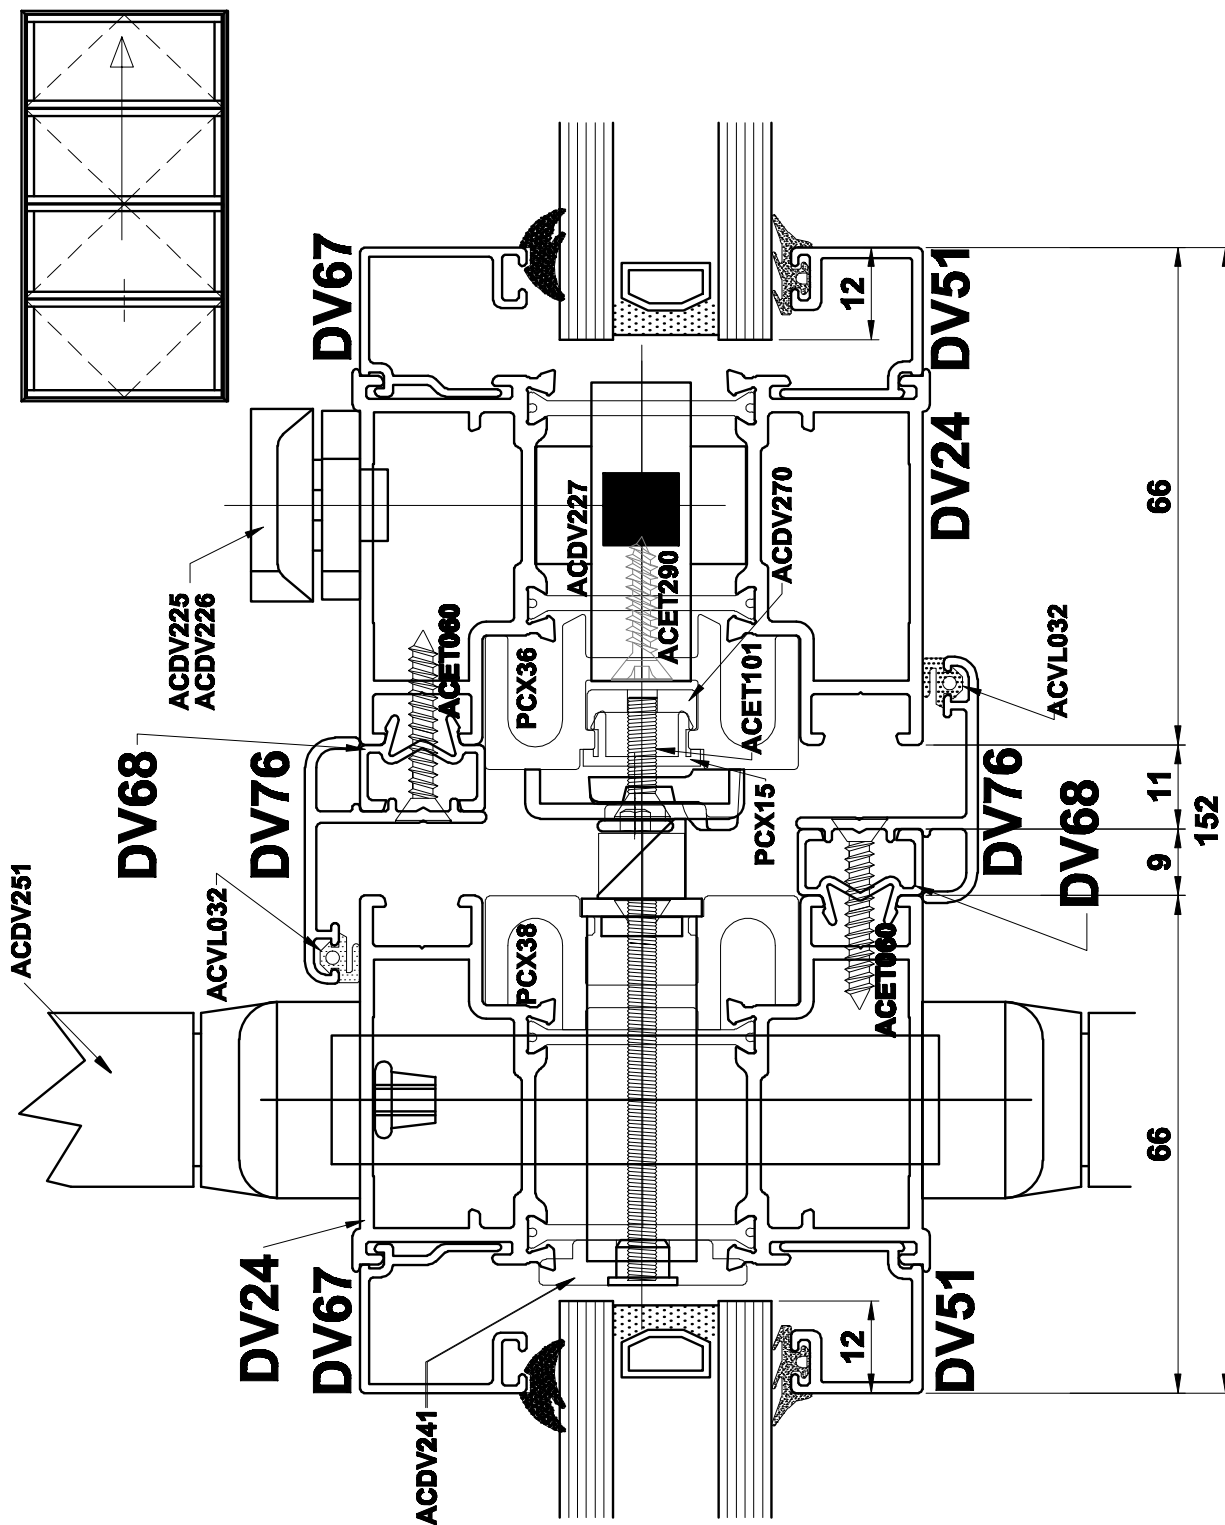 ACDV251
ACVL032
DV24
DV67
ACDV241
DV68
DV76
ACDV225
ACDV226
DV67
ACET060
PCX36
PCX38
ACDV227
ACET290
ACET101
PCX15
ACDV270
12
12
DV51
DV24
ACET060
DV51
DV76
DV68
ACVL032
66
11
9
66
152